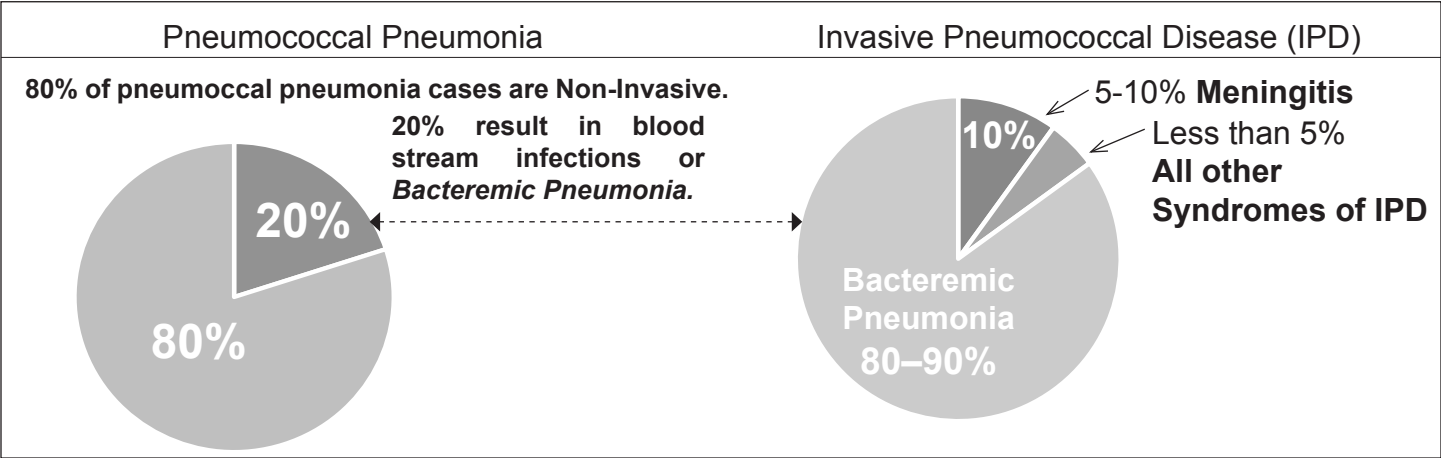 Pneumococcal Pneumonia
80% of pneumoccal pneumonia cases are Non-Invasive.
20% result in blood
stream infections or
Bacteremic Pneumonia.
20%
80%
Invasive Pneumococcal Disease (IPD)
5-10% Meningitis
Less than 5%
All other
Syndromes of IPD
10%
Bacteremic
Pneumonia
80–90%